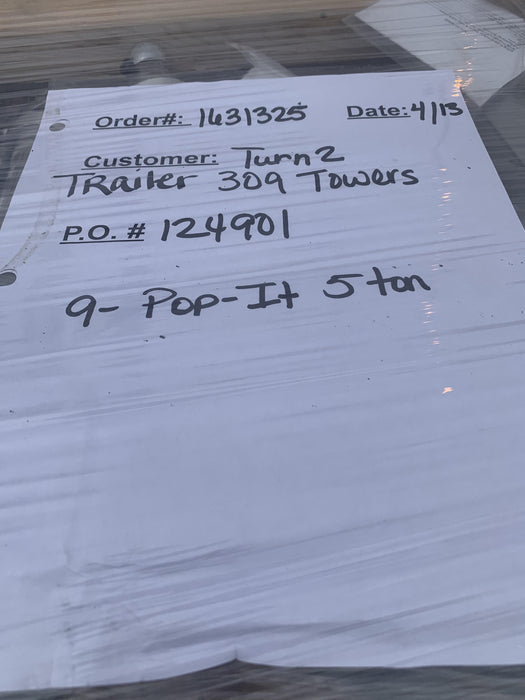 Order#: 1631325 Date: 4/13
Customer: Turn2
TRailer 309 Towers
P.O. # 124901
9- Pop-It 5 ton